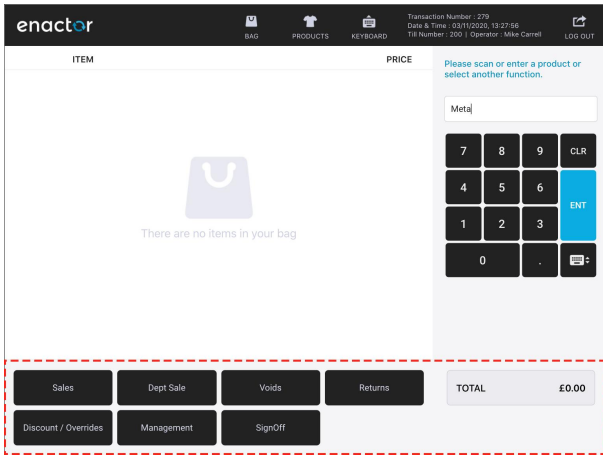 enactor
BAG
PRODUCTS
KEYBOARD
Transaction Number : 279
Date & Time : 03/11/2020, 13:27:56
Till Number : 200 | Operator : Mike Carrell
LOG OUT
ITEM PRICE
Please scan or enter a product or
select another function.
Meta
7 8 9 CLR
4 5 6
ENT
1 2 3
0 .
There are no items in your bag
Sales Dept Sale Voids Returns
TOTAL £0.00
Discount / Overrides Management SignOff